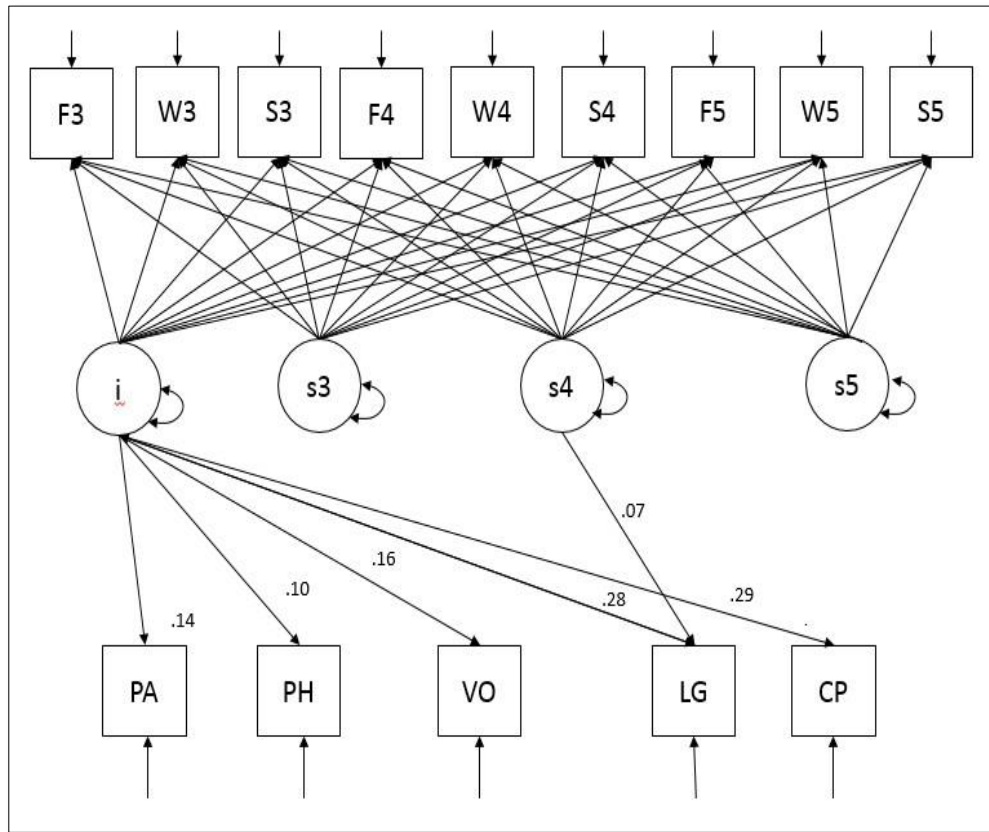 F3 W3 S3 F4 W4 S4 F5 W5 S5
i s3 s4 s5
.07
.16
.10 .28 .29
.14
PA PH VO LG CP